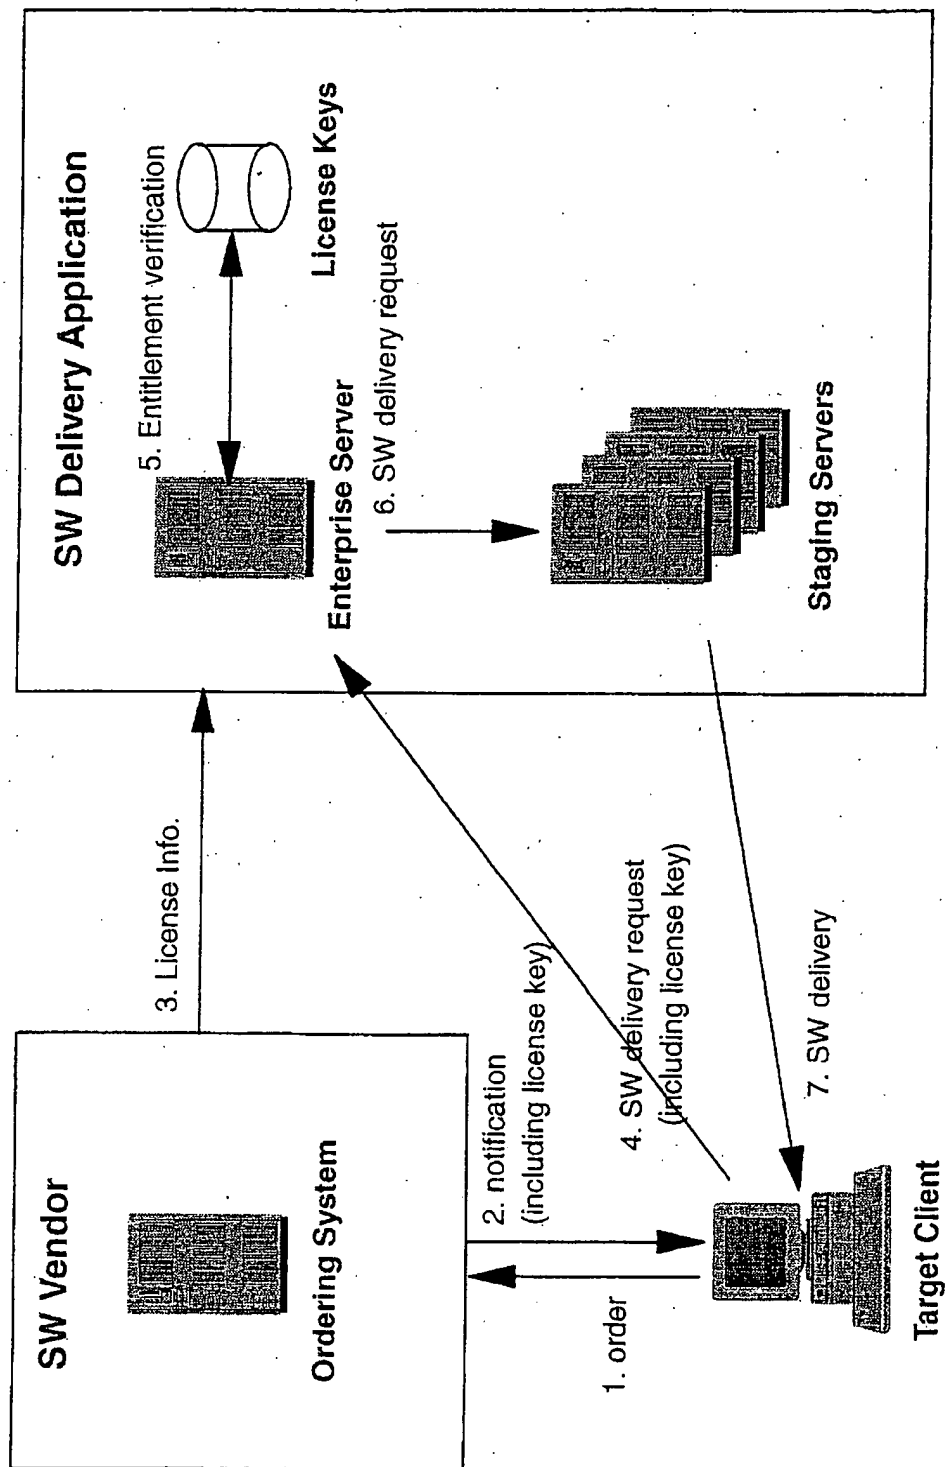 SW Vendor
Ordering System
3. License Info.
SW Delivery Application
5. Entitlement verification
License Keys
Enterprise Server
6. SW delivery request
Staging Servers
2. notification
(including license key)
1. order
4. SW delivery request
(including license key)
7. SW delivery
Target Client